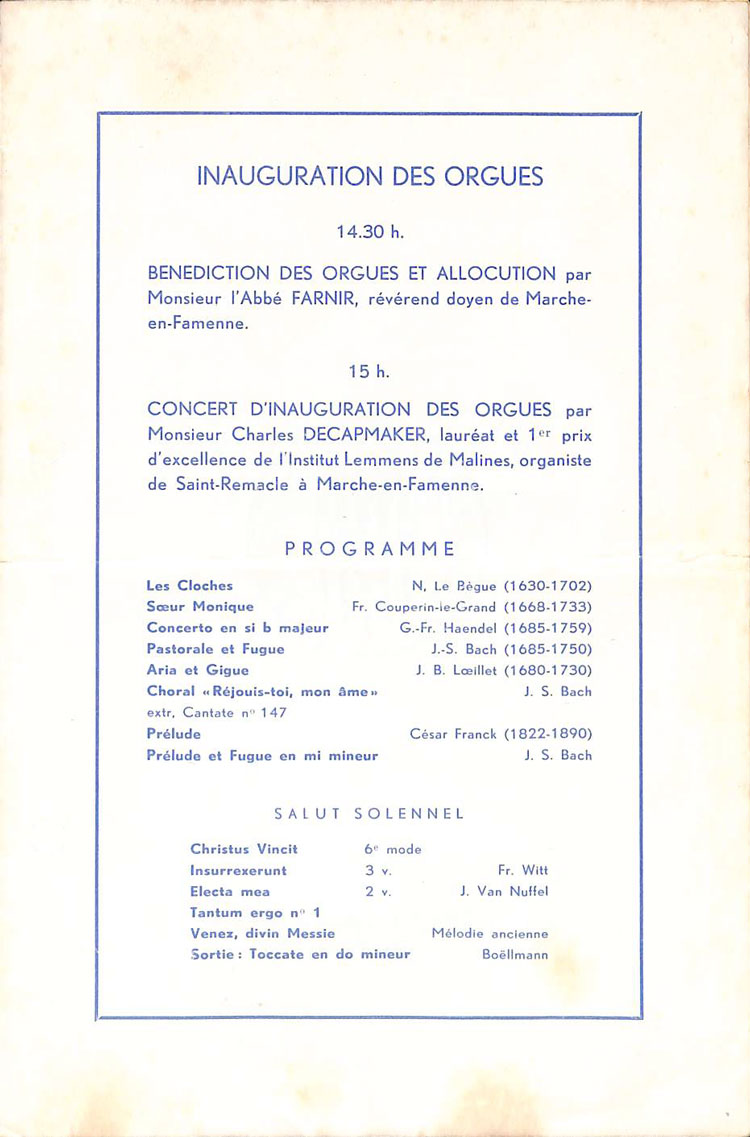 INAUGURATION DES ORGUES
14.30 h.
BENEDICTION DES ORGUES ET ALLOCUTION par
Monsieur l'Abbé FARNIR, révérend doyen de Marche-
en-Famenne.
15 h.
CONCERT D'INAUGURATION DES ORGUES par
Monsieur Charles DECAPMAKER, lauréat et 1er prix
d'excellence de l'Institut Lemmens de Malines, organiste
de Saint-Remacle à Marche-en-Famenne.
PROGRAMME
Les Cloches N. Le Bègue (1630-1702)
Sœur Monique Fr. Couperin-le-Grand (1668-1733)
Concerto en si b majeur G.-Fr. Haendel (1685-1759)
Pastorale et Fugue J.-S. Bach (1685-1750)
Aria et Gigue J. B. Lœillet (1680-1730)
Choral «Réjouis-toi, mon âme» J. S. Bach
extr. Cantate n° 147
Prélude César Franck (1822-1890)
Prélude et Fugue en mi mineur J. S. Bach
SALUT SOLENNEL
Christus Vincit 6e mode
Insurrexerunt 3 v. Fr. Witt
Electa mea 2 v. J. Van Nuffel
Tantum ergo n° 1
Venez, divin Messie Mélodie ancienne
Sortie : Toccate en do mineur Boëllmann